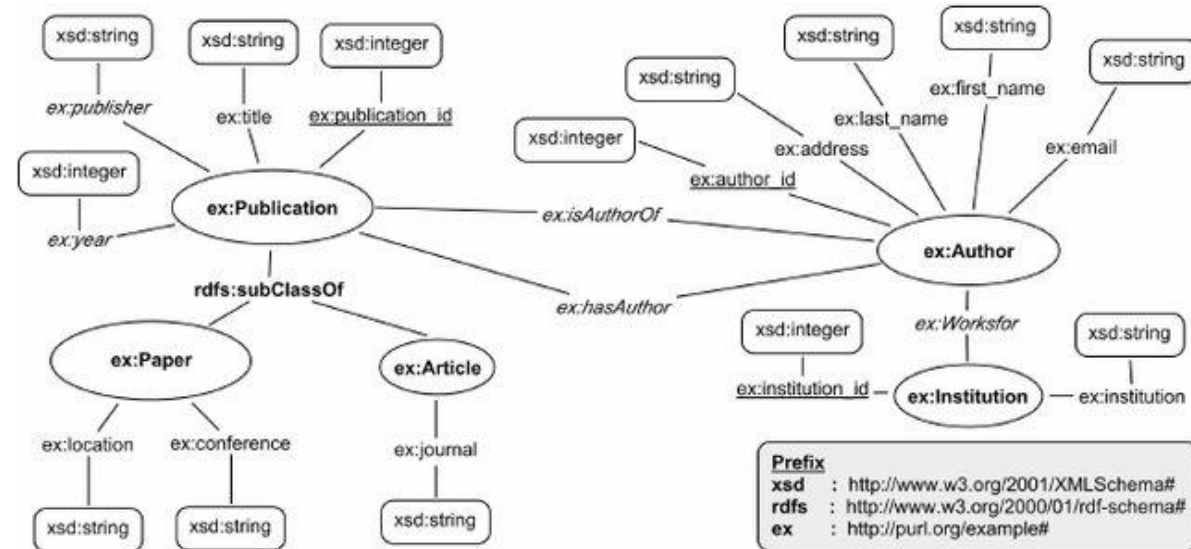 xsd:string
xsd:string
xsd:integer
ex:publisher
ex:title
ex:publication_id
xsd:integer
ex:year
ex:Publication
rdfs:subClassOf
ex:Paper
ex:Article
ex:location
ex:conference
ex:journal
xsd:string
xsd:string
xsd:string
ex:isAuthorOf
ex:hasAuthor
xsd:string
xsd:string
xsd:string
xsd:string
xsd:integer
ex:last_name
ex:first_name
ex:email
ex:address
ex:author_id
ex:Author
ex:Worksfor
xsd:integer
xsd:string
ex:institution_id
ex:Institution
ex:institution
Prefix
xsd : http://www.w3.org/2001/XMLSchema#
rdfs : http://www.w3.org/2000/01/rdf-schema#
ex : http://purl.org/example#